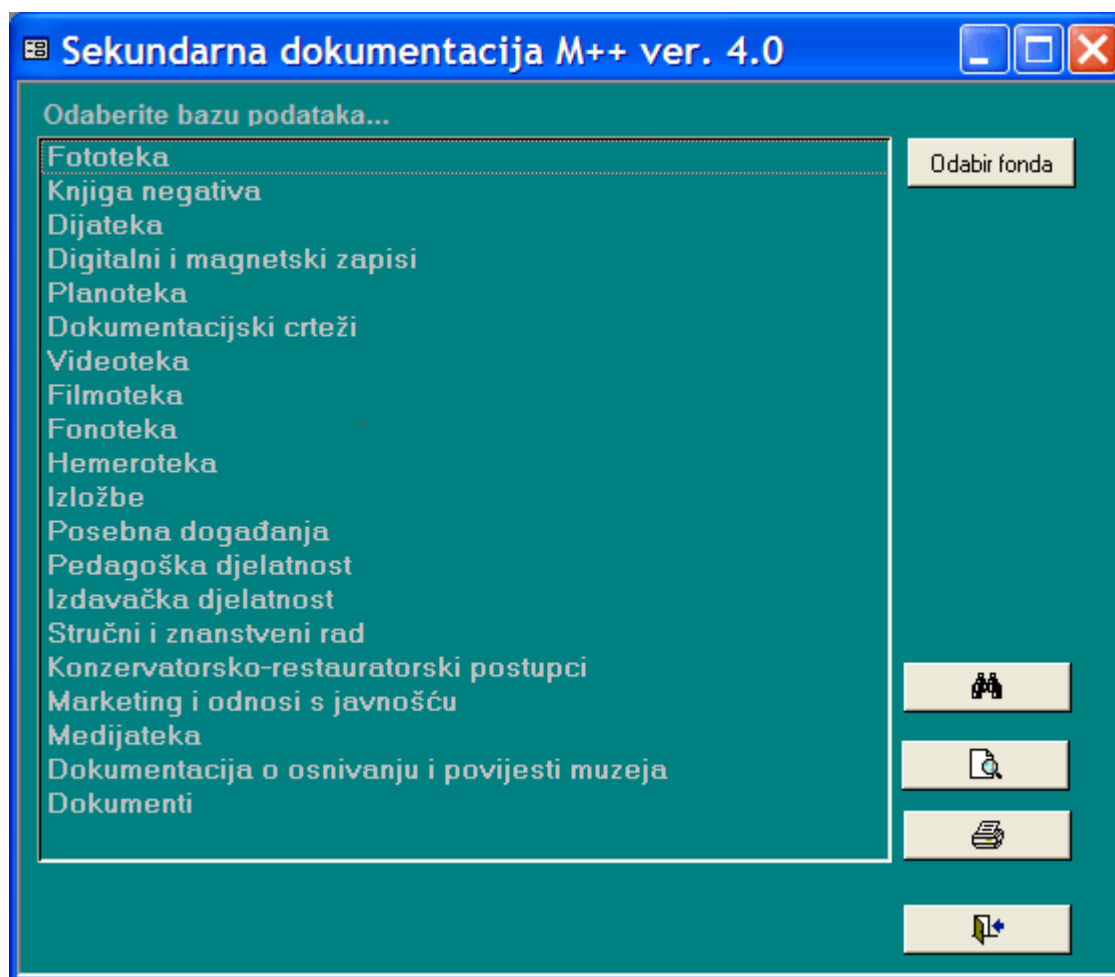 Sekundarna dokumentacija M++ ver. 4.0
Odaberite bazu podataka...
Fototeka
Odabir fonda
Knjiga negativa
Dijateka
Digitalni i magnetski zapisi
Planoteka
Dokumentacijski crteži
Videoteka
Filmoteka
Fonoteka
Hemeroteka
Izložbe
Posebna događanja
Pedagoška djelatnost
Izdavačka djelatnost
Stručni i znanstveni rad
Konzervatorsko-restauratorski postupci
Marketing i odnosi s javnošću
Medijateka
Dokumentacija o osnivanju i povijesti muzeja
Dokumenti